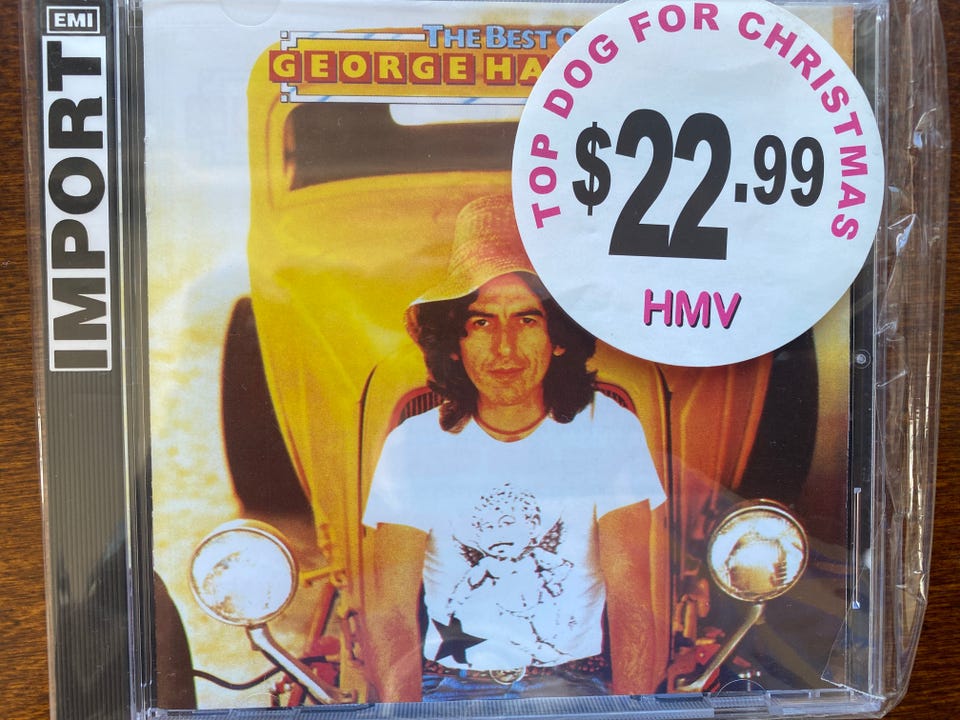 EMI
IMPORT
THE BEST O
GEORGE HA
TOP DOG FOR CHRISTMAS
$22.99
HMV